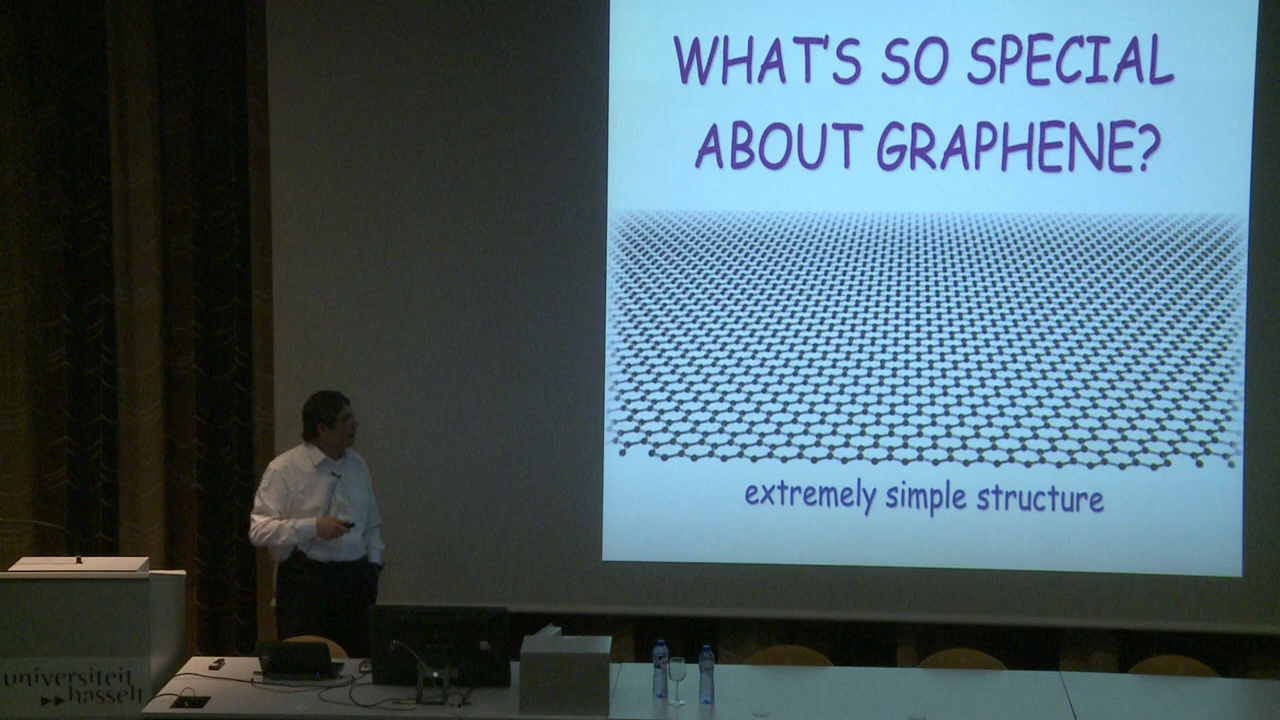 WHAT'S SO SPECIAL
ABOUT GRAPHENE?
extremely simple structure
universiteit
hasselt